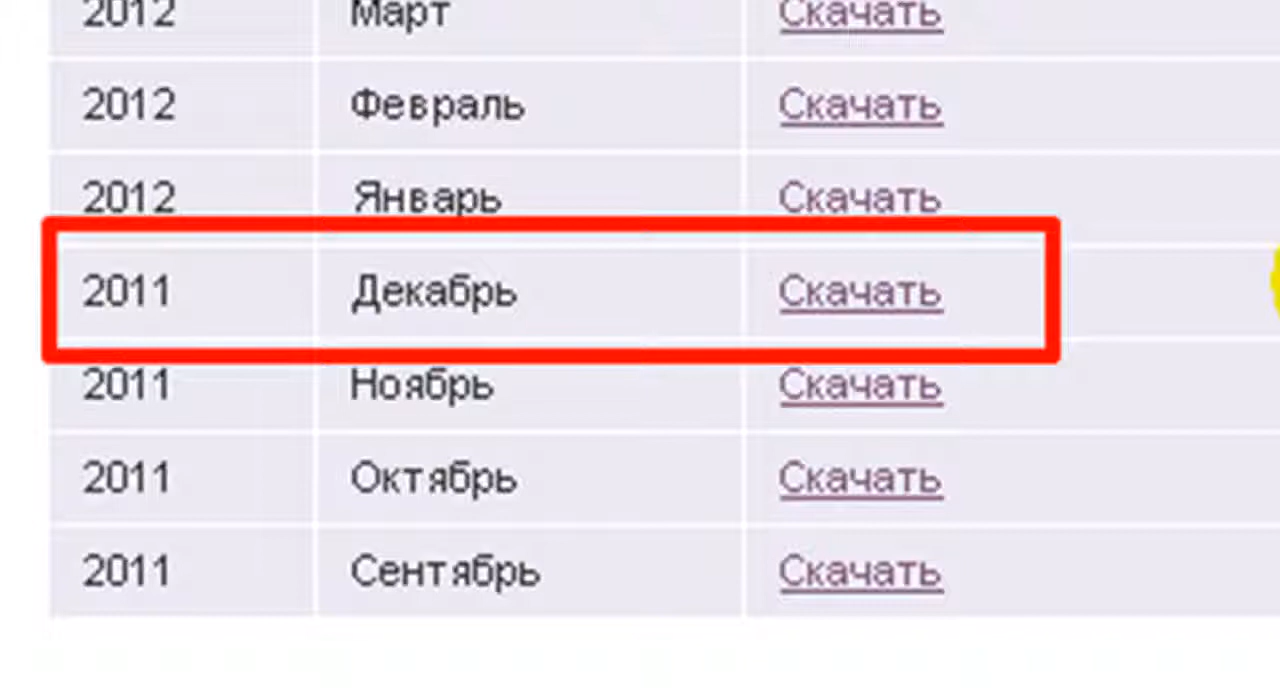 2012 Март Скачать
2012 Февраль Скачать
2012 Январь Скачать
2011 Декабрь Скачать
2011 Ноябрь Скачать
2011 Октябрь Скачать
2011 Сентябрь Скачать